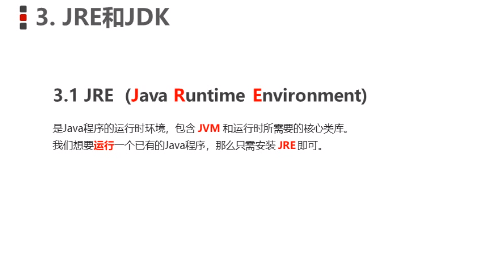 3. JRE和JDK
3.1 JRE (Java Runtime Environment)
是Java程序的运行时环境，包含 JVM 和运行时所需要的核心类库。
我们想要运行一个已有的Java程序，那么只需安装 JRE 即可。